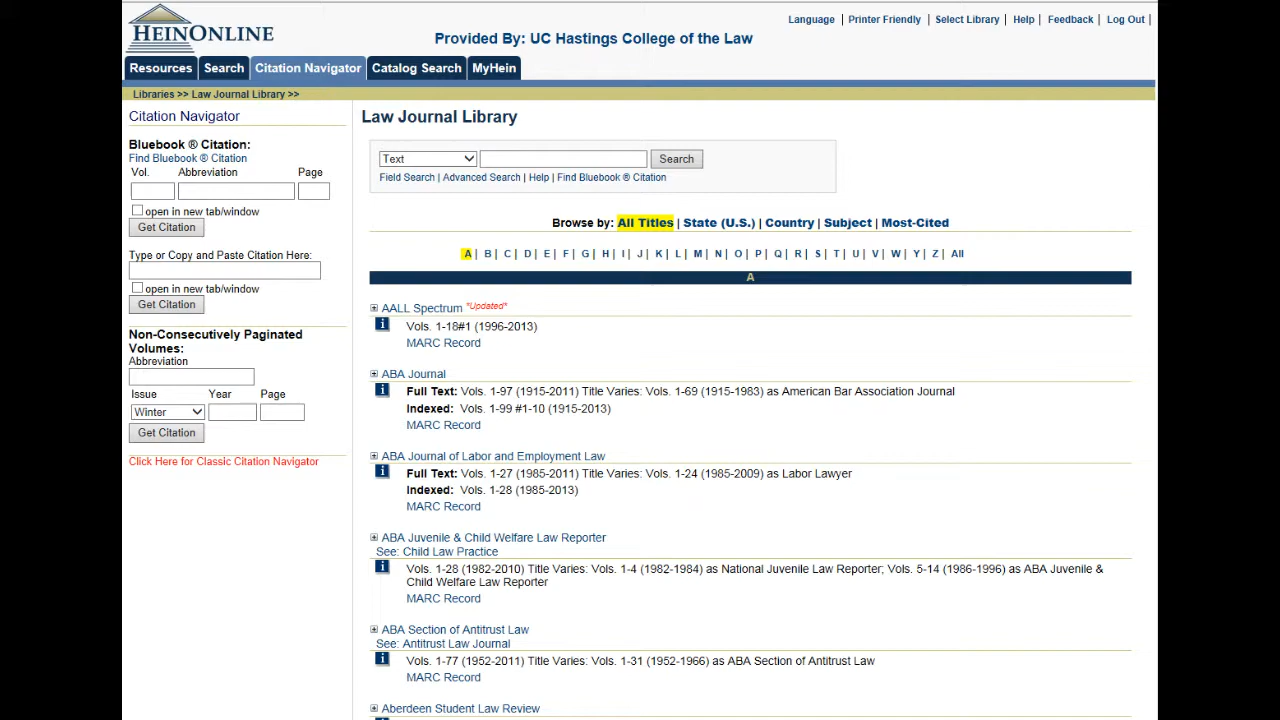 HEINONLINE
Language | Printer Friendly | Select Library | Help | Feedback | Log Out |
Provided By: UC Hastings College of the Law
Resources Search Citation Navigator Catalog Search MyHein
Libraries >> Law Journal Library >>
Citation Navigator
Bluebook ® Citation:
Find Bluebook ® Citation
Vol. Abbreviation Page
open in new tab/window
Get Citation
Type or Copy and Paste Citation Here:
open in new tab/window
Get Citation
Non-Consecutively Paginated
Volumes:
Abbreviation
Issue Year Page
Winter
Get Citation
Click Here for Classic Citation Navigator
Law Journal Library
Text Search
Field Search | Advanced Search | Help | Find Bluebook ® Citation
Browse by: All Titles | State (U.S.) | Country | Subject | Most-Cited
A | B | C | D | E | F | G | H | I | J | K | L | M | N | O | P | Q | R | S | T | U | V | W | Y | Z | All
A
AALL Spectrum *Updated*
Vols. 1-18#1 (1996-2013)
MARC Record
ABA Journal
Full Text: Vols. 1-97 (1915-2011) Title Varies: Vols. 1-69 (1915-1983) as American Bar Association Journal
Indexed: Vols. 1-99 #1-10 (1915-2013)
MARC Record
ABA Journal of Labor and Employment Law
Full Text: Vols. 1-27 (1985-2011) Title Varies: Vols. 1-24 (1985-2009) as Labor Lawyer
Indexed: Vols. 1-28 (1985-2013)
MARC Record
ABA Juvenile & Child Welfare Law Reporter
See: Child Law Practice
Vols. 1-28 (1982-2010) Title Varies: Vols. 1-4 (1982-1984) as National Juvenile Law Reporter; Vols. 5-14 (1986-1996) as ABA Juvenile &
Child Welfare Law Reporter
MARC Record
ABA Section of Antitrust Law
See: Antitrust Law Journal
Vols. 1-77 (1952-2011) Title Varies: Vols. 1-31 (1952-1966) as ABA Section of Antitrust Law
MARC Record
Aberdeen Student Law Review